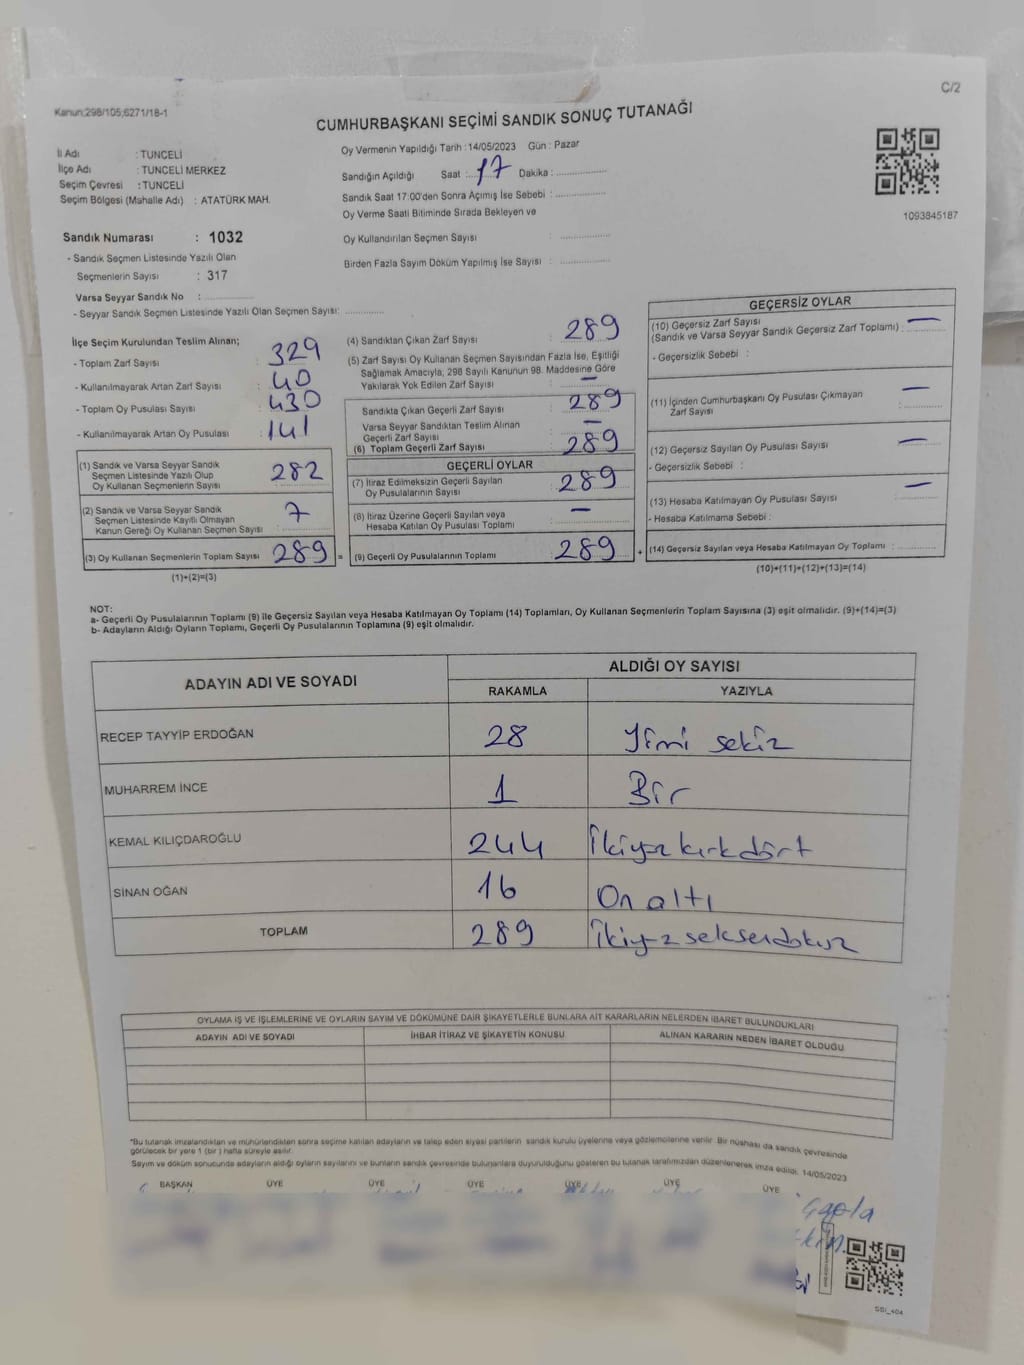 C/2
Kanun;298/105;6271/18-1
CUMHURBAŞKANI SEÇİMİ SANDIK SONUÇ TUTANAĞI
İl Adı : TUNCELİ
İlçe Adı : TUNCELİ MERKEZ
Seçim Çevresi : TUNCELİ
Seçim Bölgesi (Mahalle Adı) : ATATÜRK MAH.
Oy Vermenin Yapıldığı Tarih :14/05/2023 Gün : Pazar
Sandığın Açıldığı Saat : 17 Dakika :
Sandık Saat 17:00'den Sonra Açımış İse Sebebi :
Oy Verme Saati Bitiminde Sırada Bekleyen ve
Oy Kullandırılan Seçmen Sayısı :
Birden Fazla Sayım Döküm Yapılmış İse Sayısı :
1093845187
Sandık Numarası : 1032
- Sandık Seçmen Listesinde Yazılı Olan
Seçmenlerin Sayısı : 317
Varsa Seyyar Sandık No :
- Seyyar Sandık Seçmen Listesinde Yazılı Olan Seçmen Sayısı:
İlçe Seçim Kurulundan Teslim Alınan;
- Toplam Zarf Sayısı : 329
- Kullanılmayarak Artan Zarf Sayısı : 40
- Toplam Oy Pusulası Sayısı : 430
- Kullanılmayarak Artan Oy Pusulası : 141
(1) Sandık ve Varsa Seyyar Sandık
Seçmen Listesinde Yazılı Olup
Oy Kullanan Seçmenlerin Sayısı : 282
(2) Sandık ve Varsa Seyyar Sandık
Seçmen Listesinde Kayıtlı Olmayan
Kanun Gereği Oy Kullanan Seçmen Sayısı : 7
(3) Oy Kullanan Seçmenlerin Toplam Sayısı : 289 =
(1)+(2)=(3)
(4) Sandıktan Çıkan Zarf Sayısı : 289
(5) Zarf Sayısı Oy Kullanan Seçmen Sayısından Fazla İse, Eşitliği
Sağlamak Amacıyla, 298 Sayılı Kanunun 98. Maddesine Göre
Yakılarak Yok Edilen Zarf Sayısı : —
Sandıkta Çıkan Geçerli Zarf Sayısı : 289
Varsa Seyyar Sandıktan Teslim Alınan
Geçerli Zarf Sayısı : —
(6) Toplam Geçerli Zarf Sayısı : 289
GEÇERLİ OYLAR
(7) İtiraz Edilmeksizin Geçerli Sayılan
Oy Pusulalarının Sayısı : 289
(8) İtiraz Üzerine Geçerli Sayılan veya
Hesaba Katılan Oy Pusulası Toplamı : —
(9) Geçerli Oy Pusulalarının Toplamı : 289 +
GEÇERSİZ OYLAR
(10) Geçersiz Zarf Sayısı —
(Sandık ve Varsa Seyyar Sandık Geçersiz Zarf Toplamı) :
- Geçersizlik Sebebi :
(11) İçinden Cumhurbaşkanı Oy Pusulası Çıkmayan
Zarf Sayısı : —
(12) Geçersiz Sayılan Oy Pusulası Sayısı : —
- Geçersizlik Sebebi :
(13) Hesaba Katılmayan Oy Pusulası Sayısı : —
- Hesaba Katılmama Sebebi :
(14) Geçersiz Sayılan veya Hesaba Katılmayan Oy Toplamı :
(10)+(11)+(12)+(13)=(14)
NOT:
a- Geçerli Oy Pusulalarının Toplamı (9) ile Geçersiz Sayılan veya Hesaba Katılmayan Oy Toplamı (14) Toplamları, Oy Kullanan Seçmenlerin Toplam Sayısına (3) eşit olmalıdır. (9)+(14)=(3)
b- Adayların Aldığı Oyların Toplamı, Geçerli Oy Pusulalarının Toplamına (9) eşit olmalıdır.
ADAYIN ADI VE SOYADI ALDIĞI OY SAYISI
RAKAMLA YAZIYLA
RECEP TAYYİP ERDOĞAN 28 Yirmi sekiz
MUHARREM İNCE 1 Bir
KEMAL KILIÇDAROĞLU 244 İkiyüz kırk dört
SİNAN OĞAN 16 On altı
TOPLAM 289 İkiyüz seksendokuz
OYLAMA İŞ VE İŞLEMLERİNE VE OYLARIN SAYIM VE DÖKÜMÜNE DAİR ŞİKAYETLERLE BUNLARA AİT KARARLARIN NELERDEN İBARET BULUNDUKLARI
ADAYIN ADI VE SOYADI İHBAR İTİRAZ VE ŞİKAYETİN KONUSU ALINAN KARARIN NEDEN İBARET OLDUĞU
*Bu tutanak imzalandıktan ve mühürlendikten sonra seçime katılan adayların ve talep eden siyasi partilerin sandık kurulu üyelerine veya gözlemcilerine verilir. Bir nüshası da sandık çevresinde
görülecek bir yere 1 (bir) hafta süreyle asılır.
Sayım ve döküm sonucunda adayların aldığı oyların sayılarını ve bunların sandık çevresinde bulunanlara duyurulduğunu gösteren bu tutanak tarafımızdan düzenlenerek imza edildi. 14/05/2023
BAŞKAN ÜYE ÜYE ÜYE ÜYE ÜYE ÜYE